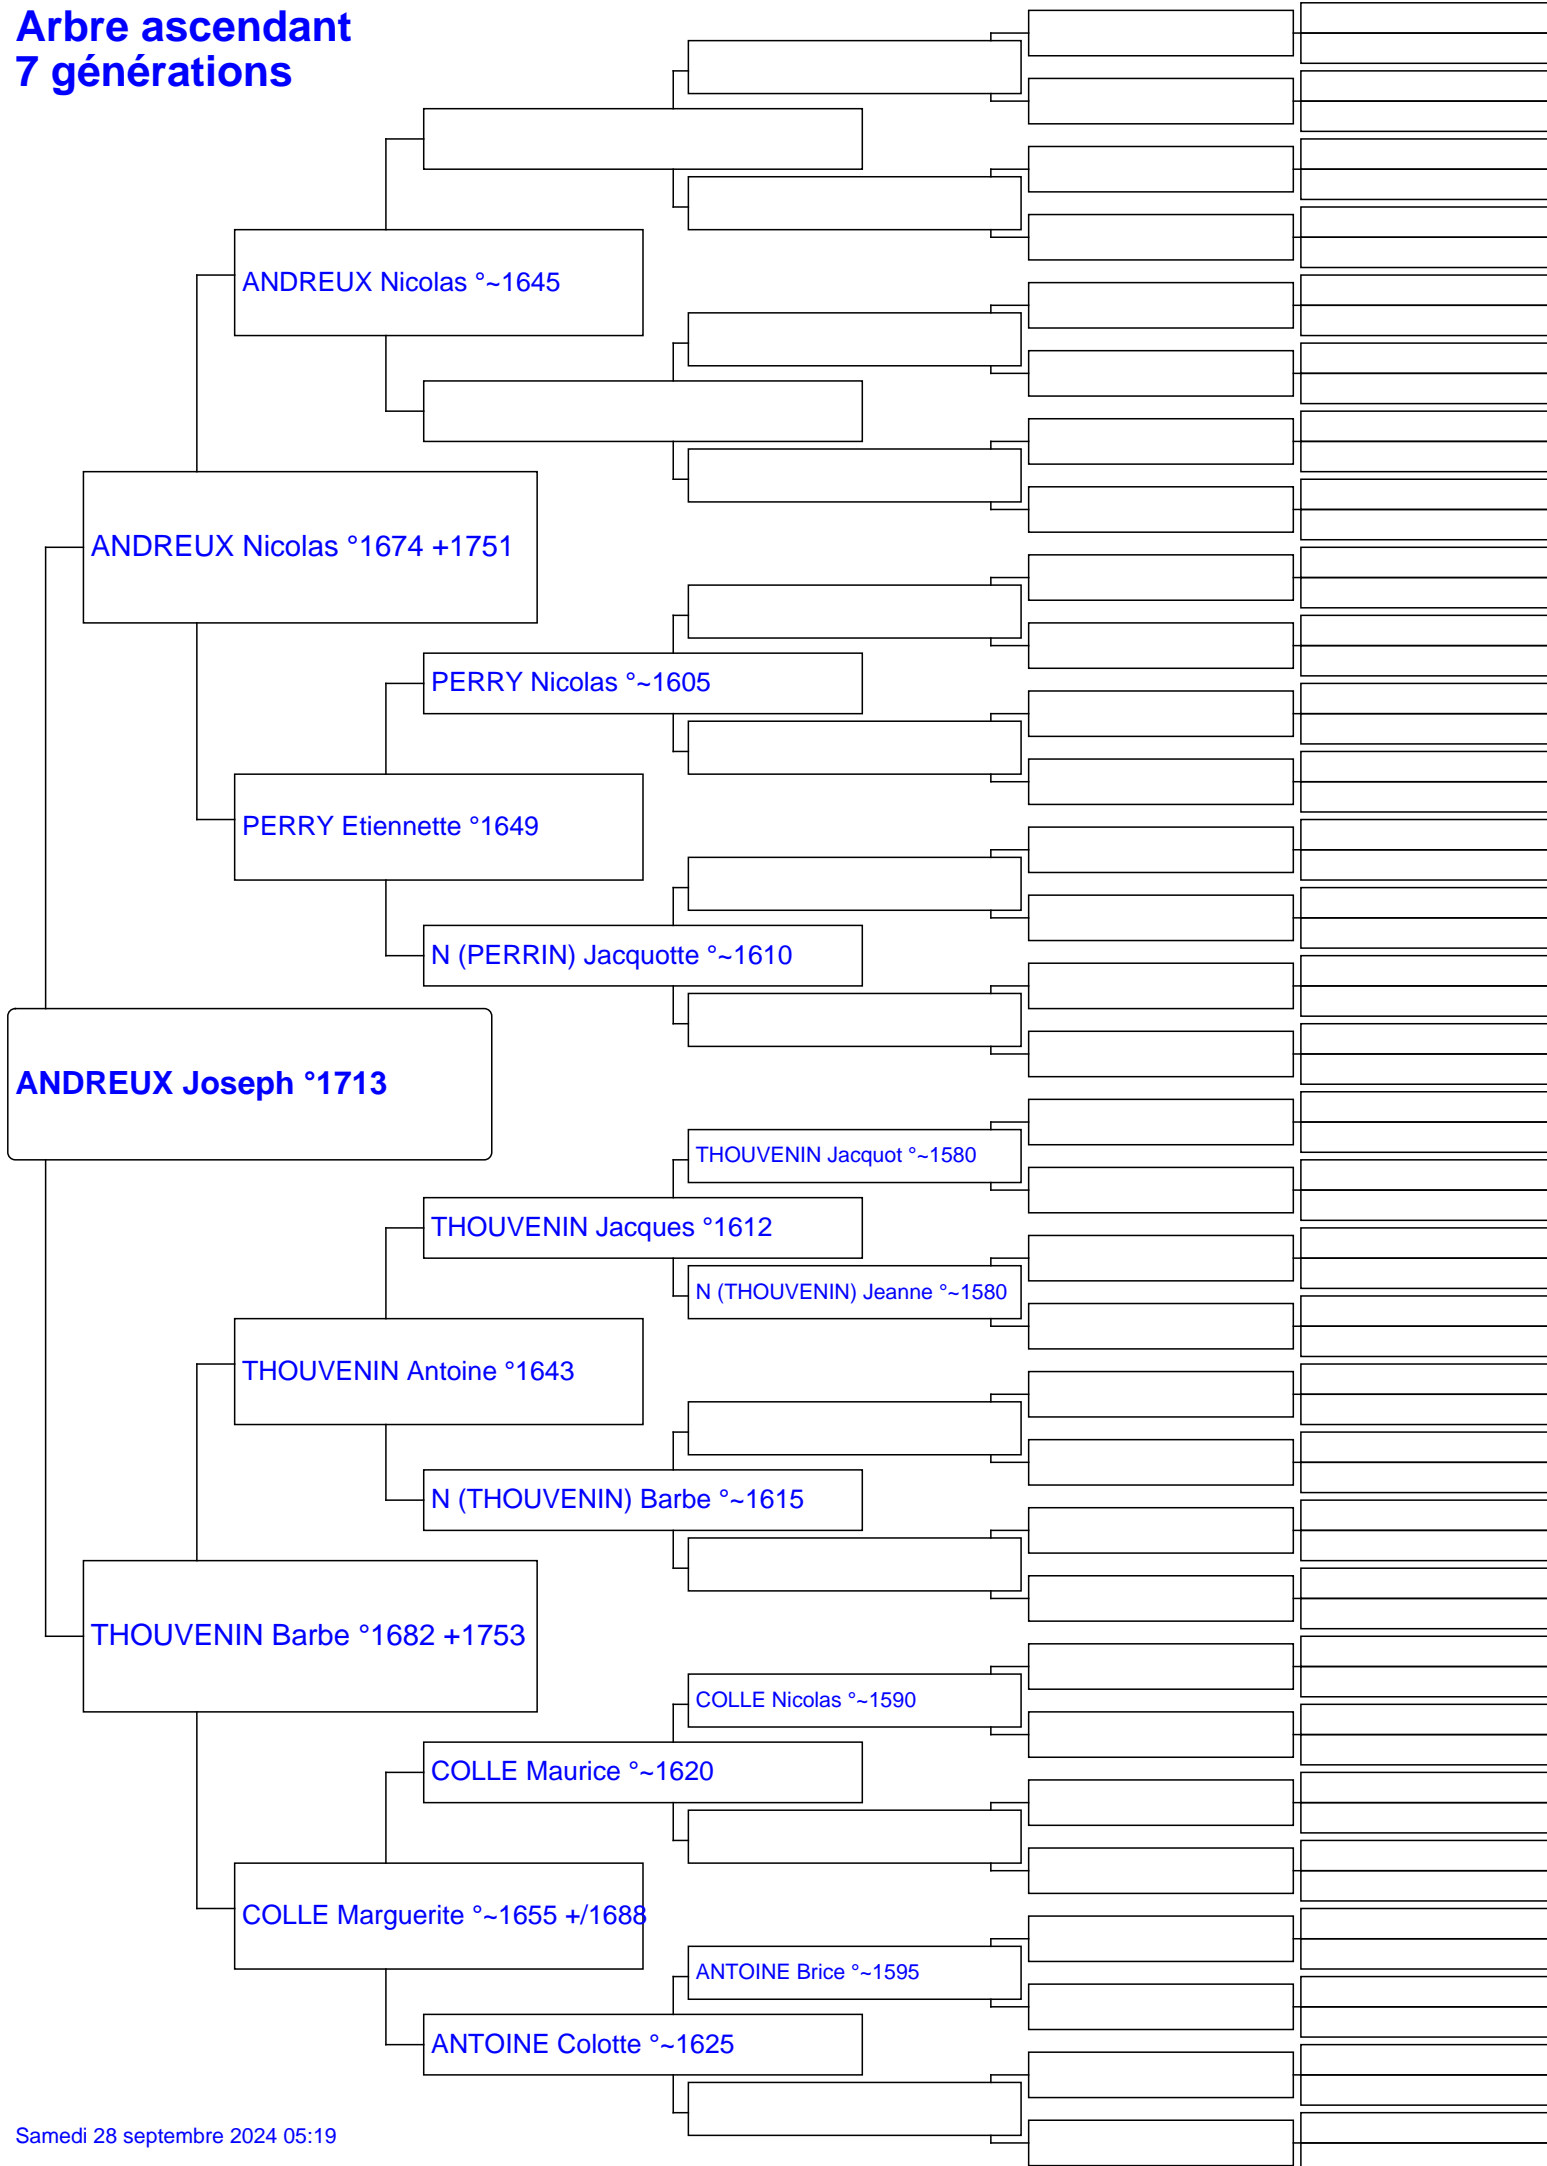 Arbre ascendant
7 générations
ANDREUX Nicolas °~1645
ANDREUX Nicolas °1674 +1751
PERRY Nicolas °~1605
PERRY Etiennette °1649
N (PERRIN) Jacquotte °~1610
ANDREUX Joseph °1713
THOUVENIN Jacquot °~1580
THOUVENIN Jacques °1612
N (THOUVENIN) Jeanne °~1580
THOUVENIN Antoine °1643
N (THOUVENIN) Barbe °~1615
THOUVENIN Barbe °1682 +1753
COLLE Nicolas °~1590
COLLE Maurice °~1620
COLLE Marguerite °~1655 +/1688
ANTOINE Brice °~1595
ANTOINE Colotte °~1625
Samedi 28 septembre 2024 05:19